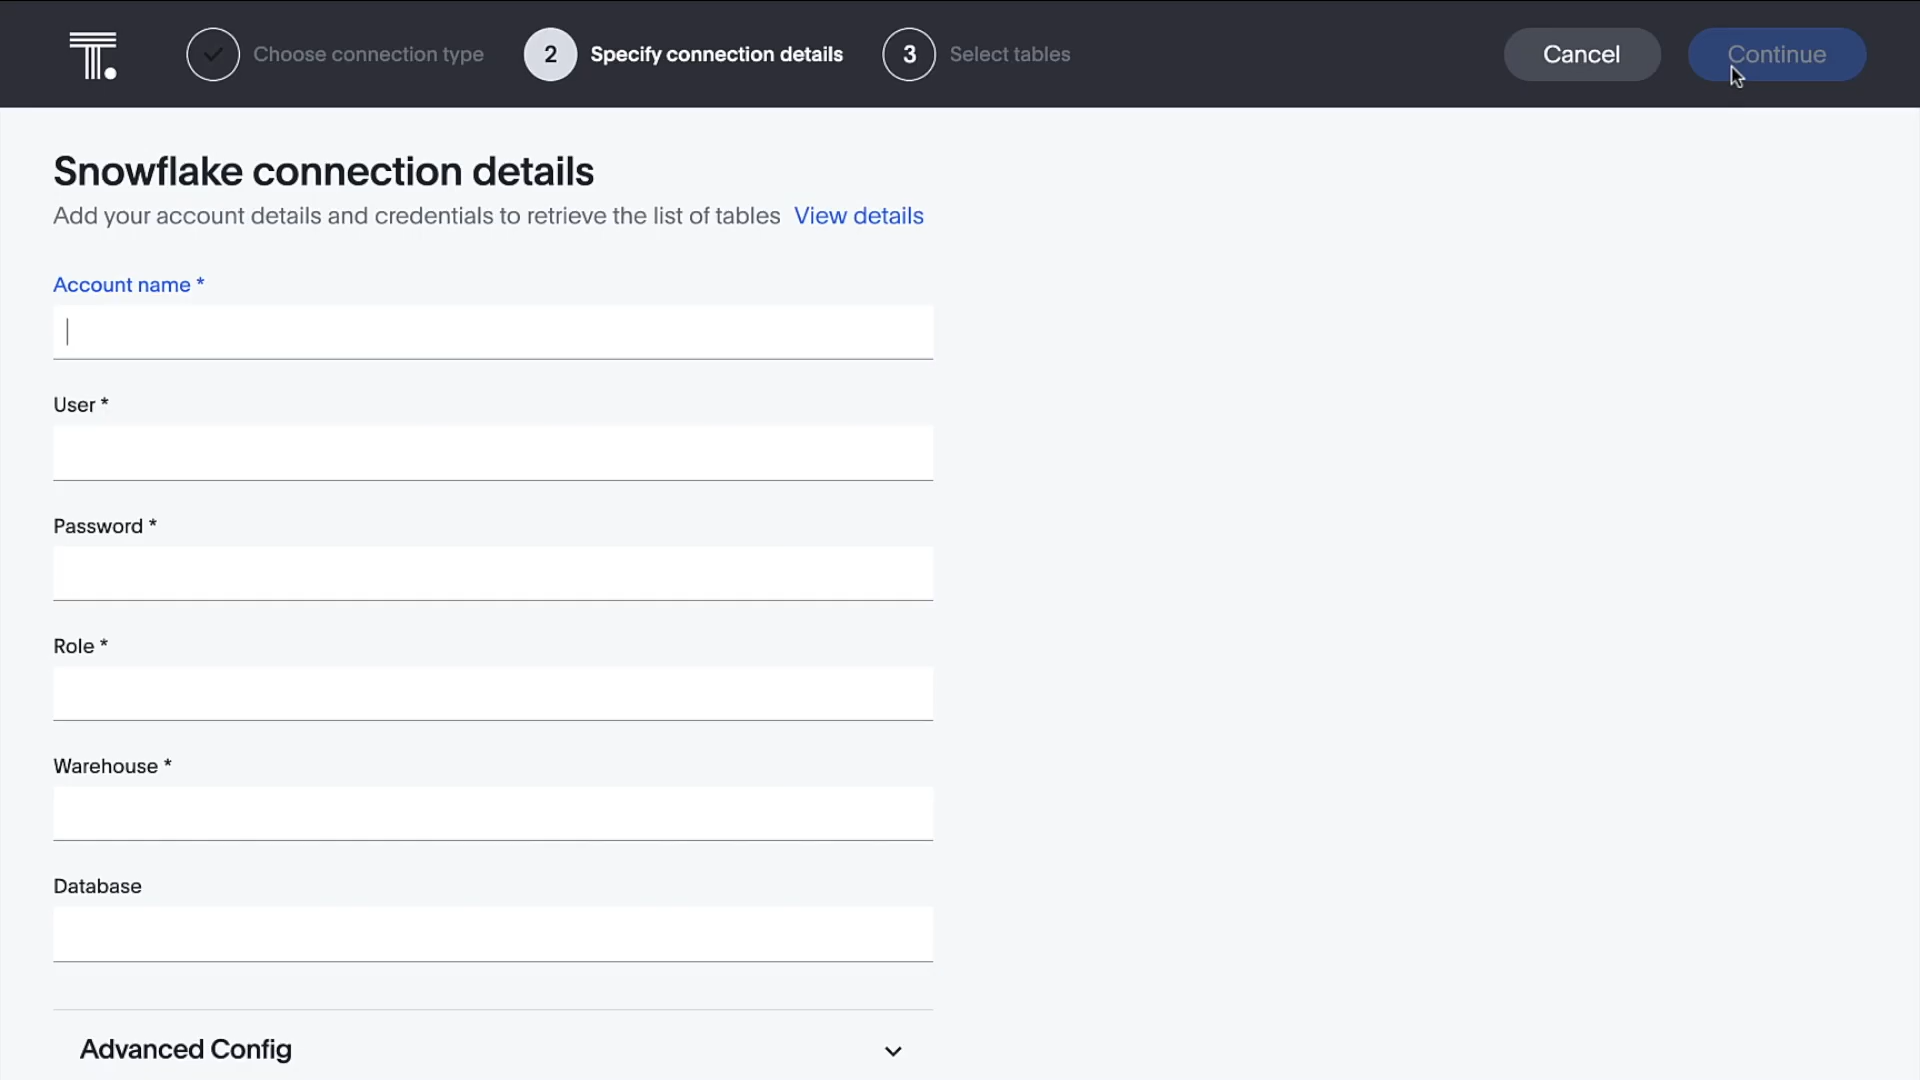 T. Choose connection type 2 Specify connection details 3 Select tables Cancel Continue
Snowflake connection details
Add your account details and credentials to retrieve the list of tables View details
Account name *
User *
Password *
Role *
Warehouse *
Database
Advanced Config